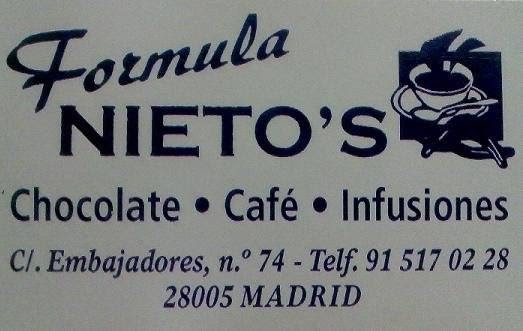 Formula
NIETO'S
Chocolate • Café • Infusiones
C/. Embajadores, n.º 74 - Telf. 91 517 02 28
28005 MADRID